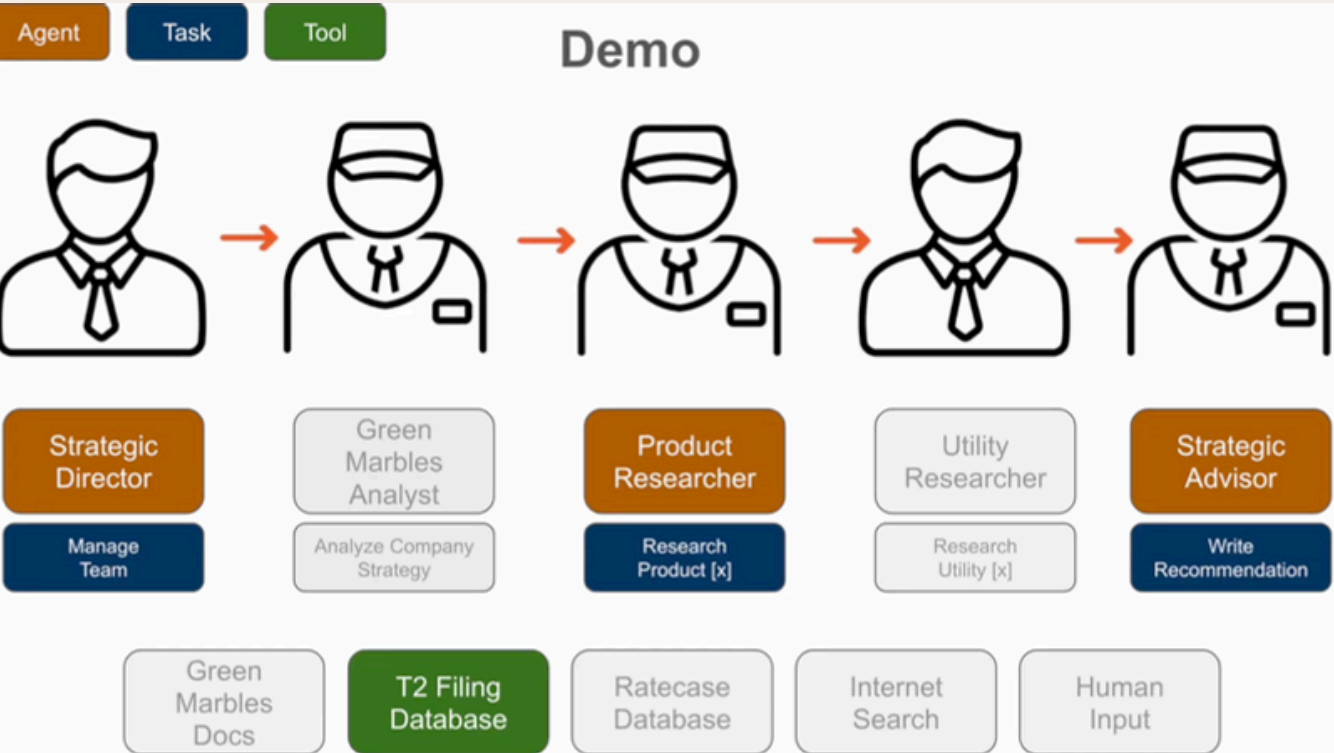 Agent
Task
Tool
Demo
Strategic
Director
Green
Marbles
Analyst
Product
Researcher
Utility
Researcher
Strategic
Advisor
Manage
Team
Analyze Company
Strategy
Research
Product [x]
Research
Utility [x]
Write
Recommendation
Green
Marbles
Docs
T2 Filing
Database
Ratecase
Database
Internet
Search
Human
Input